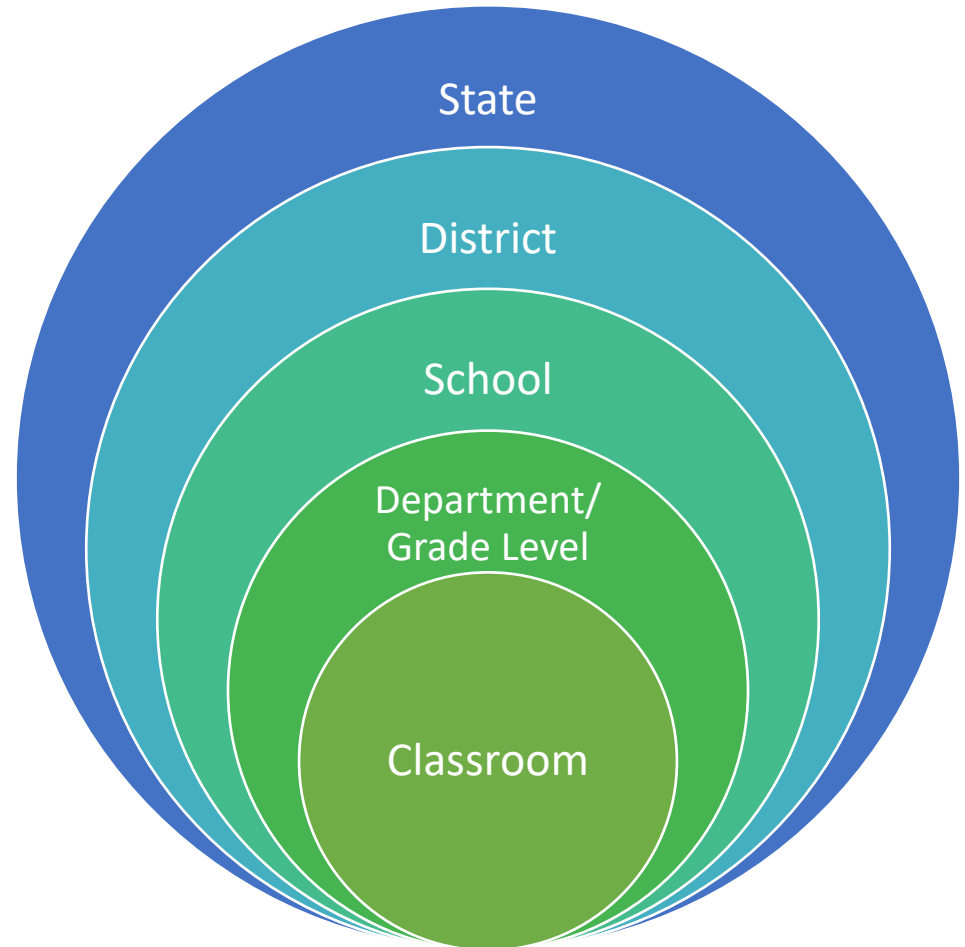 State
District
School
Department/
Grade Level
Classroom